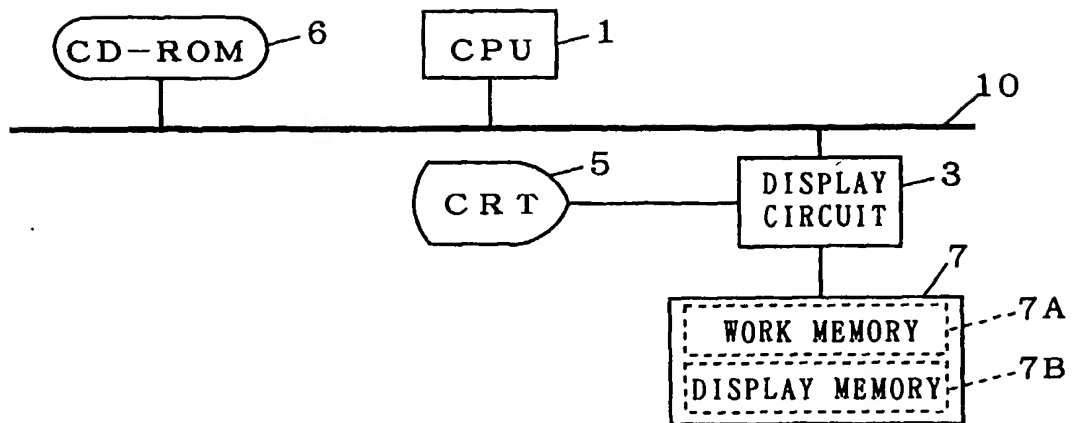 CD-ROM
6
CPU
1
10
CRT
5
DISPLAY
CIRCUIT
3
7
WORK MEMORY
7A
DISPLAY MEMORY
7B